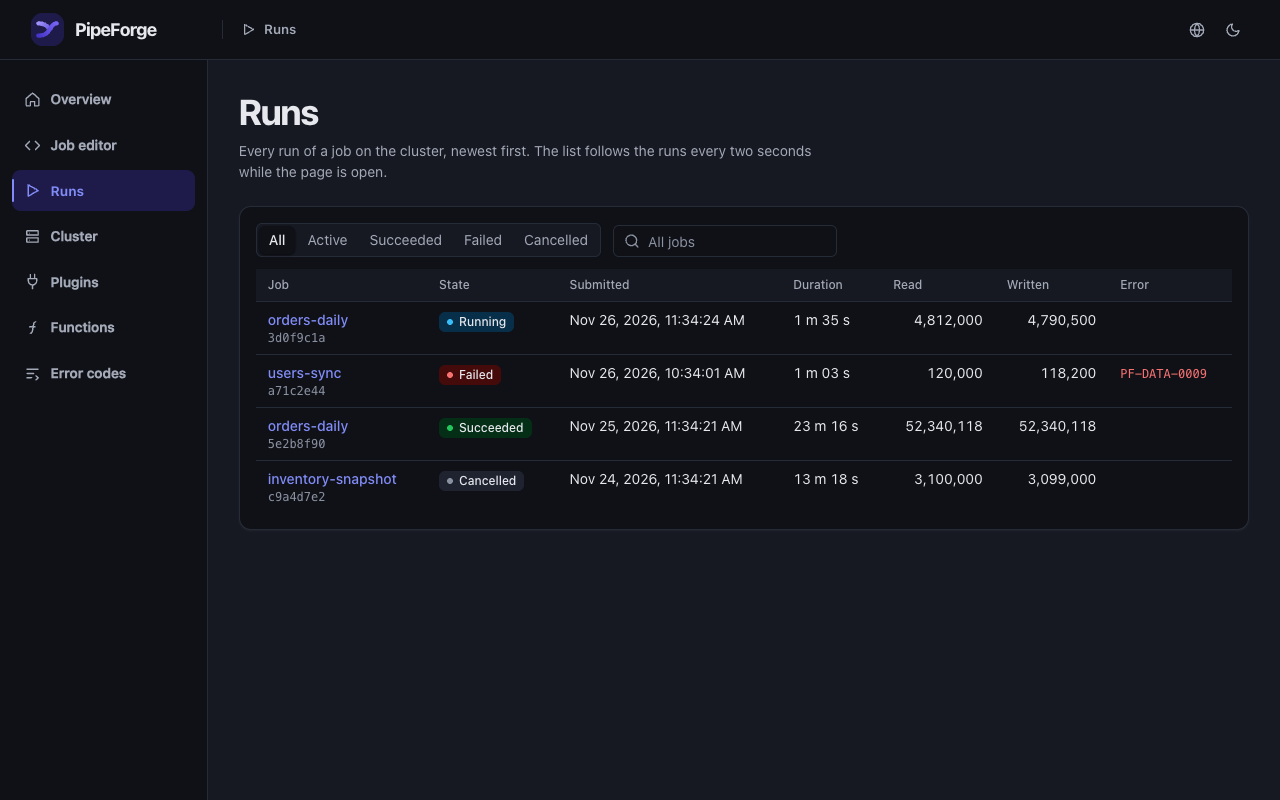 PipeForge
Runs
Overview
Job editor
Runs
Cluster
Plugins
Functions
Error codes
Runs
Every run of a job on the cluster, newest first. The list follows the runs every two seconds
while the page is open.
All Active Succeeded Failed Cancelled All jobs
Job State Submitted Duration Read Written Error
orders-daily Running Nov 26, 2026, 11:34:24 AM 1 m 35 s 4,812,000 4,790,500
3d0f9c1a
users-sync Failed Nov 26, 2026, 10:34:01 AM 1 m 03 s 120,000 118,200 PF-DATA-0009
a71c2e44
orders-daily Succeeded Nov 25, 2026, 11:34:21 AM 23 m 16 s 52,340,118 52,340,118
5e2b8f90
inventory-snapshot Cancelled Nov 24, 2026, 11:34:21 AM 13 m 18 s 3,100,000 3,099,000
c9a4d7e2